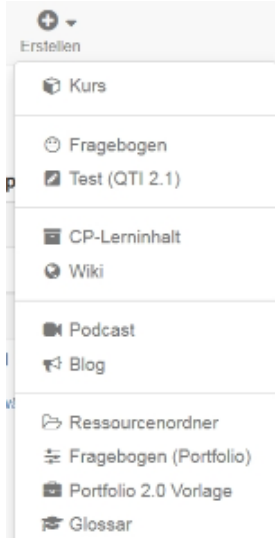 Erstellen
Kurs
Fragebogen
Test (QTI 2.1)
CP-Lerninhalt
Wiki
Podcast
Blog
Ressourcenordner
Fragebogen (Portfolio)
Portfolio 2.0 Vorlage
Glossar